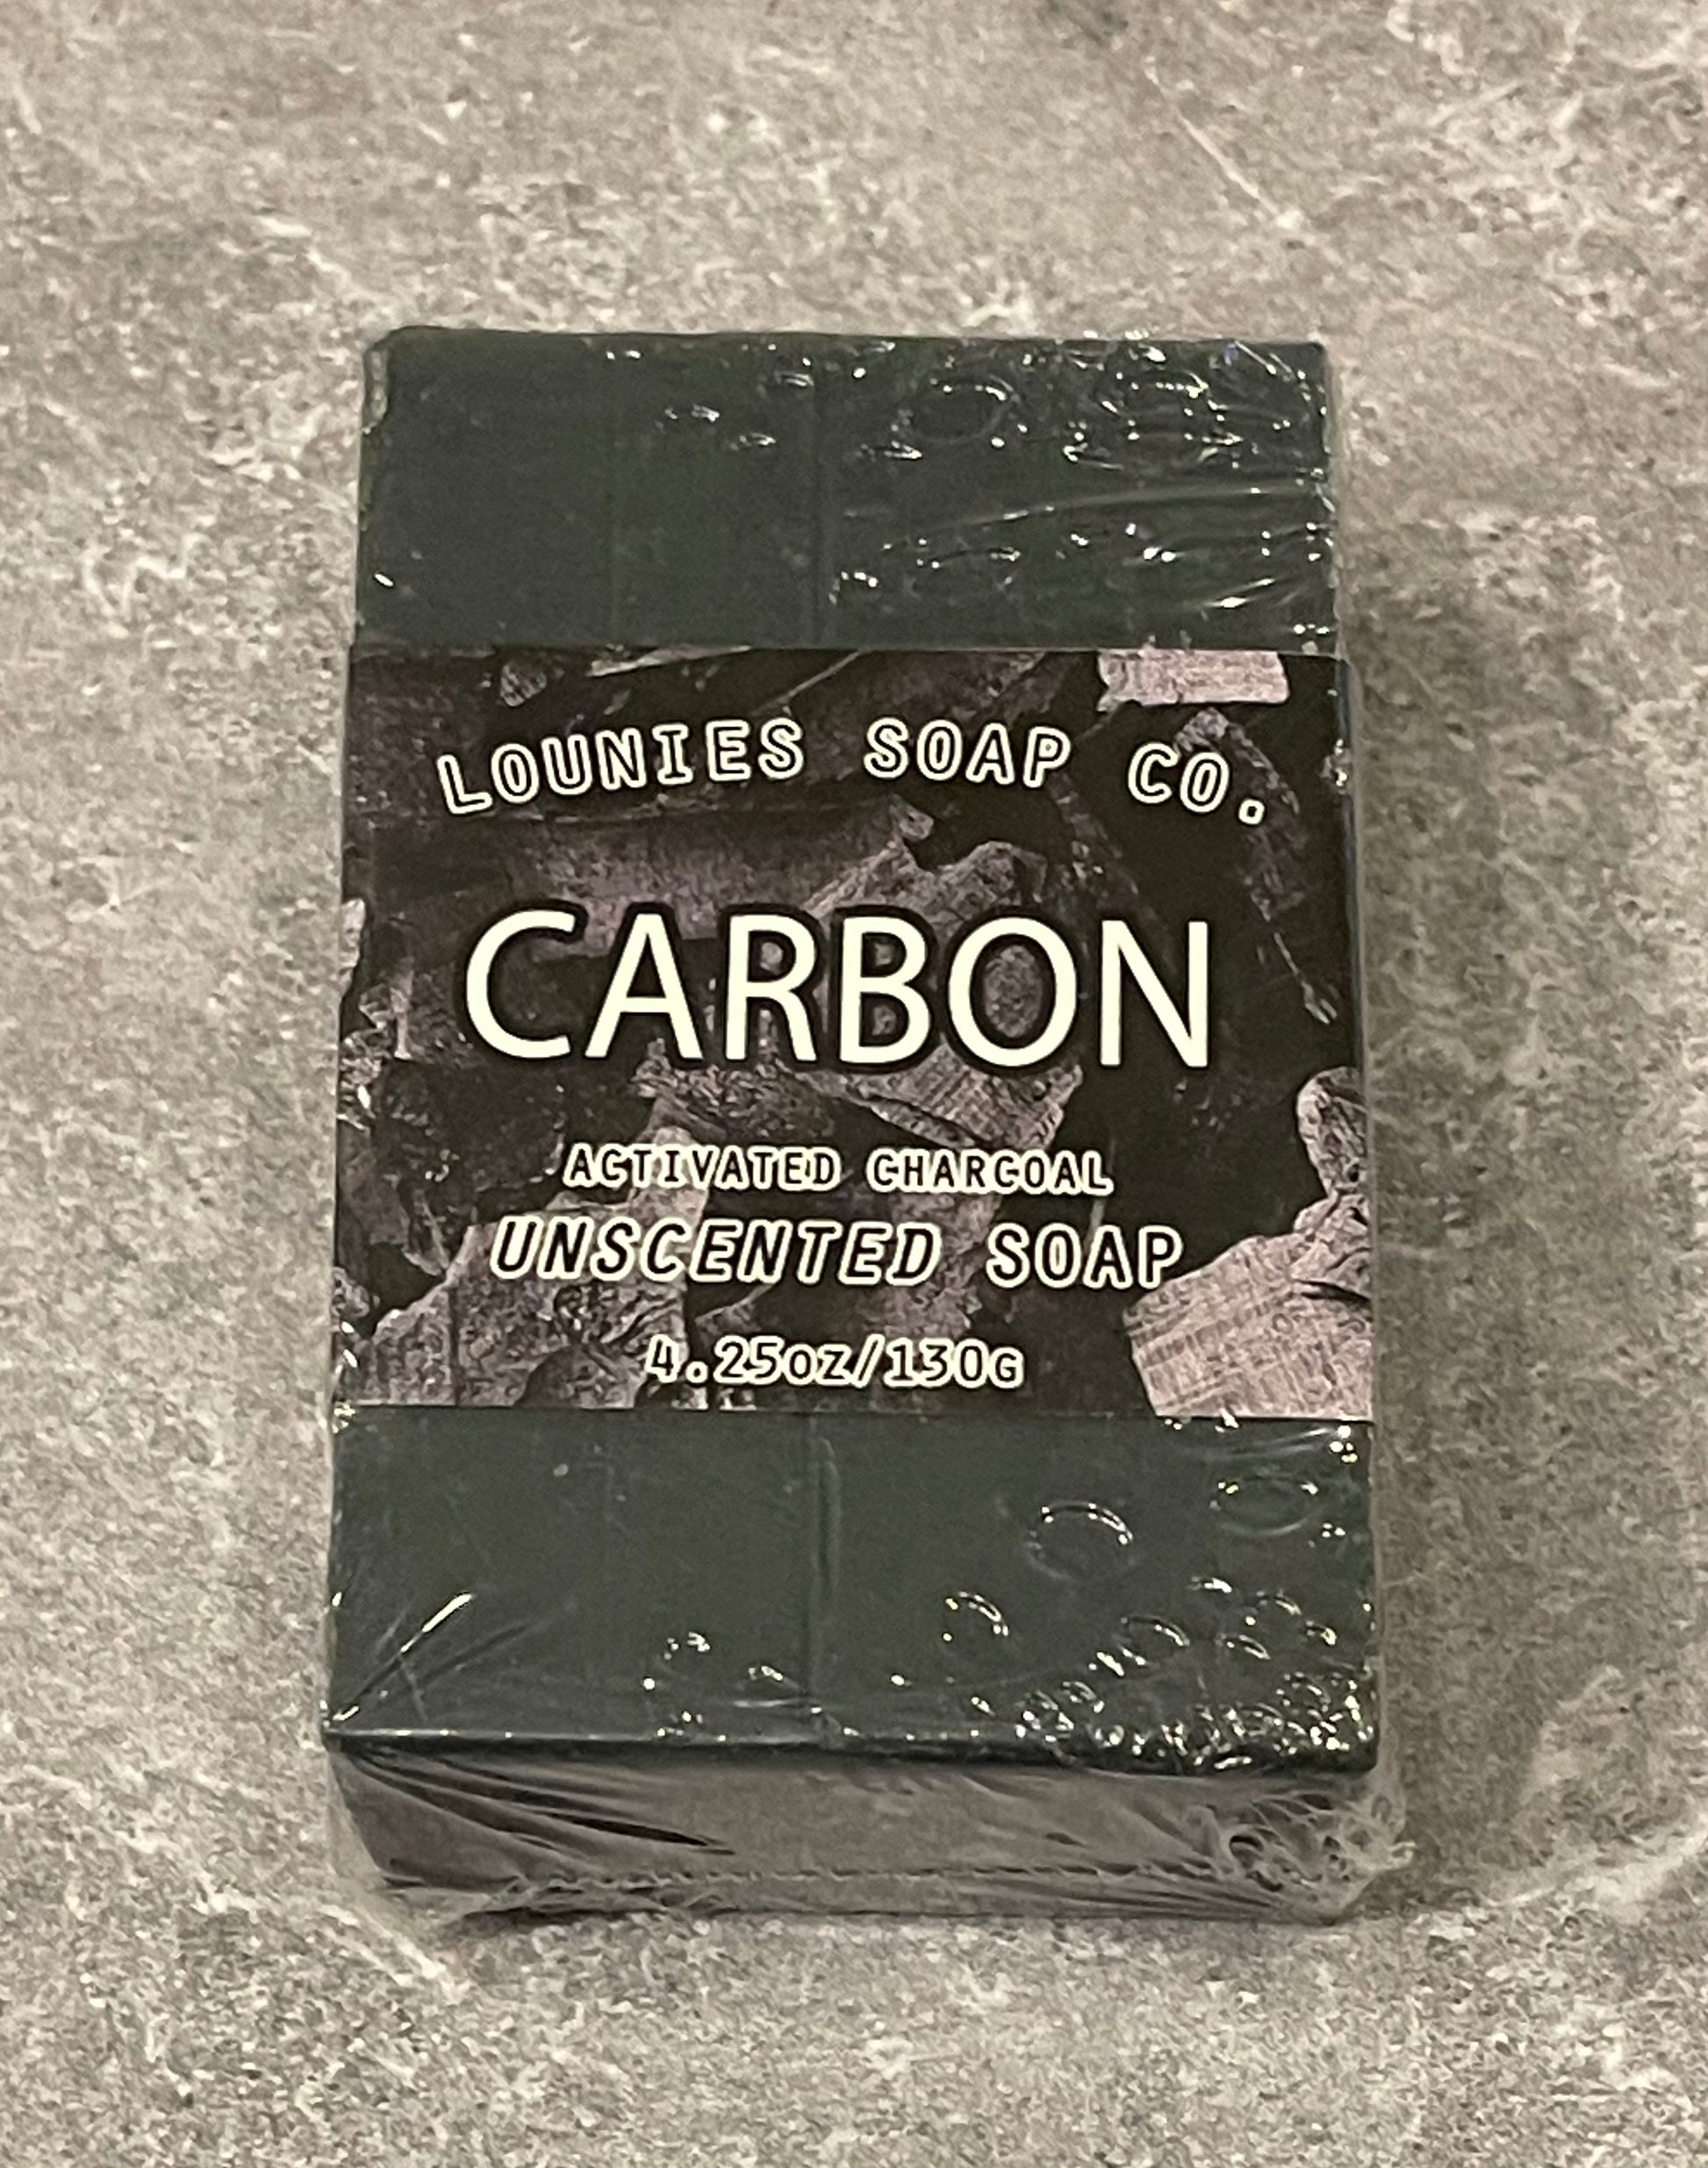 LOUNIES SOAP CO.
CARBON
ACTIVATED CHARCOAL
UNSCENTED SOAP
4.25oz/130G